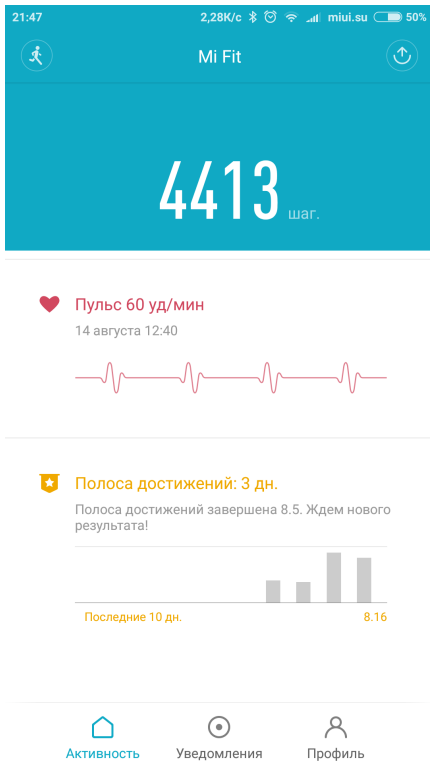 21:47 2,28K/c miui.su 50%
Mi Fit
4413 шаг.
Пульс 60 уд/мин
14 августа 12:40
Полоса достижений: 3 дн.
Полоса достижений завершена 8.5. Ждем нового
результата!
Последние 10 дн. 8.16
Активность Уведомления Профиль